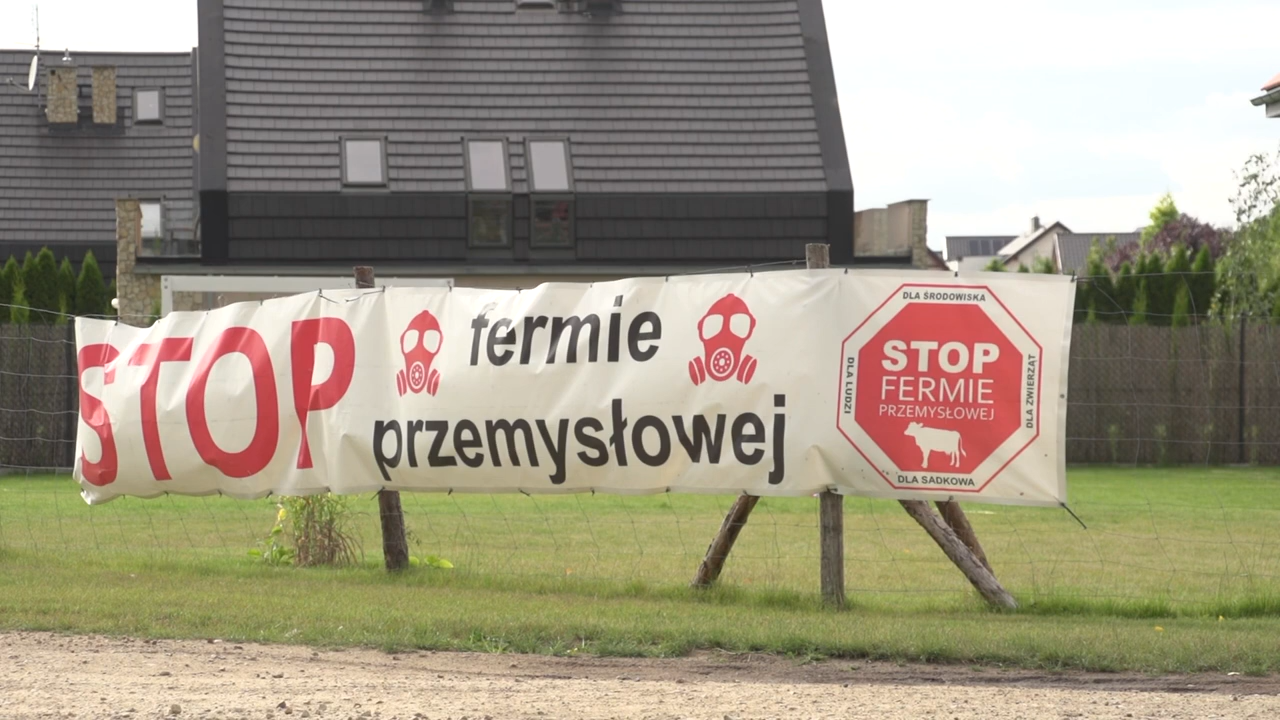 STOP
fermie
przemysłowej
DLA ŚRODOWISKA
DLA LUDZI
STOP
FERMIE
PRZEMYSŁOWEJ
DLA ZWIERZĄT
DLA SADKOWA